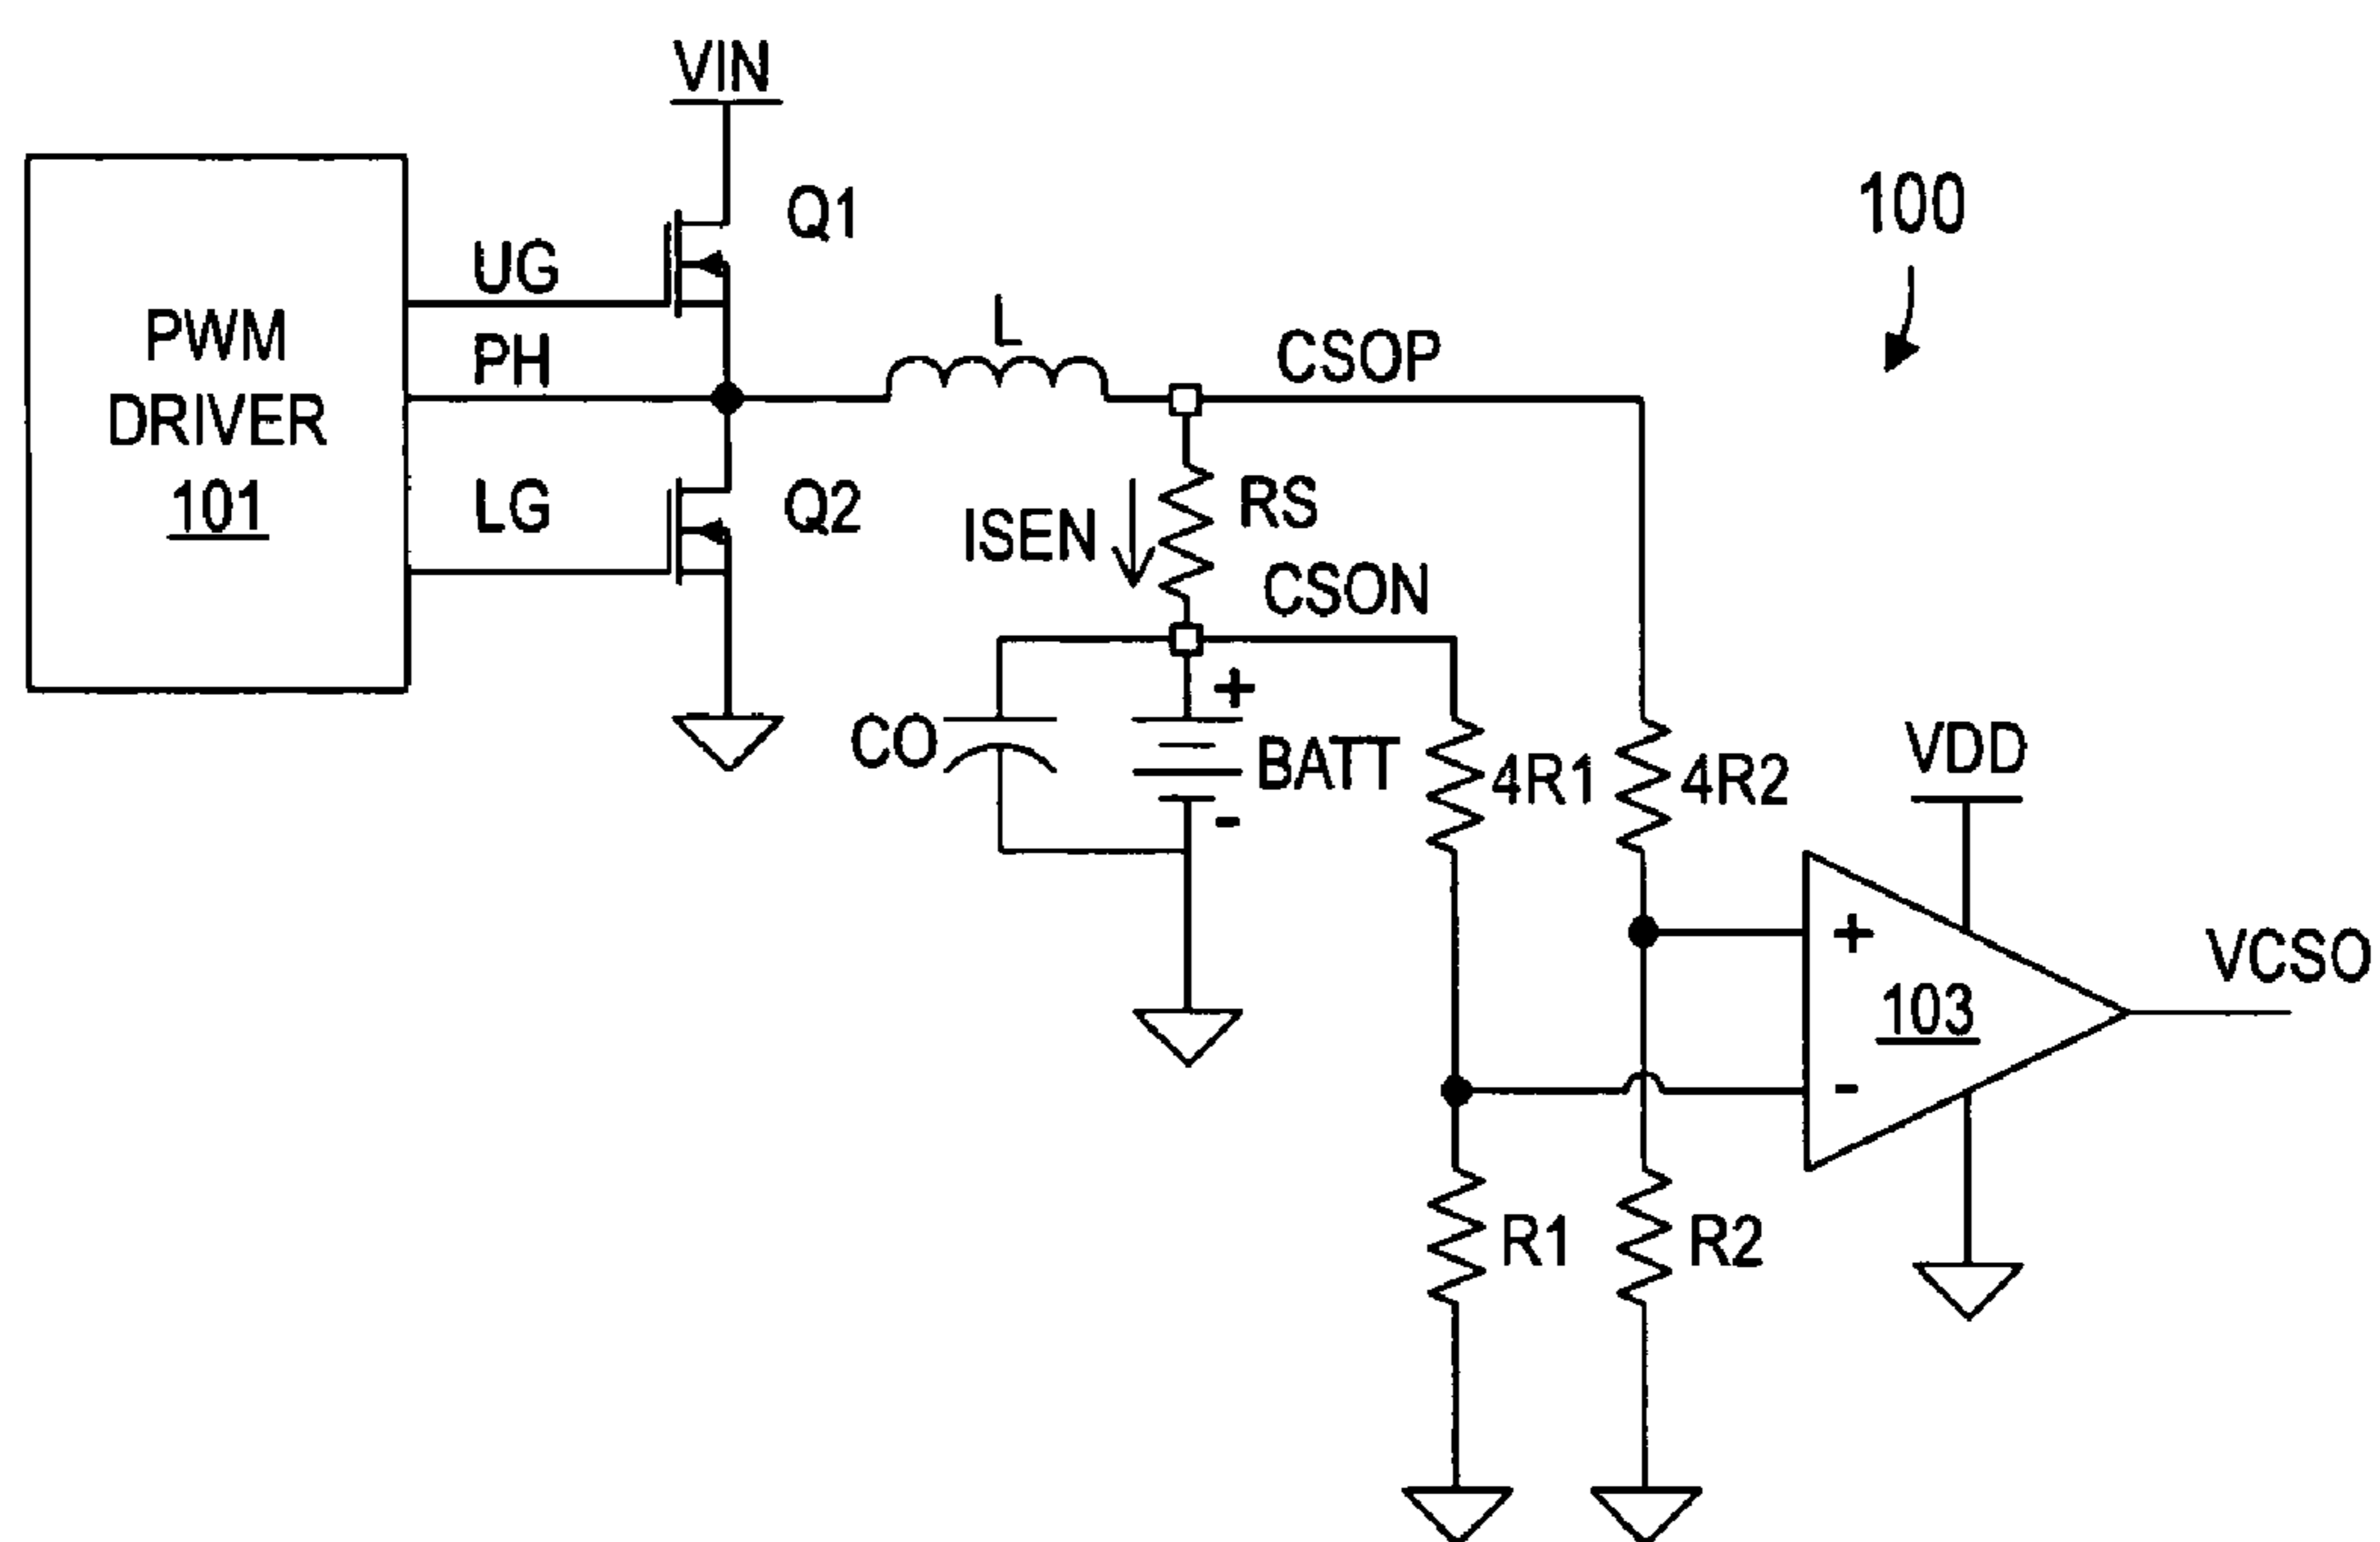 VIN
Q1
100
UG
PWM
DRIVER
101
PH
L
CSOP
LG
Q2
ISEN
RS
CSON
+
CO
BATT
-
4R1
4R2
VDD
+
103
-
VCSO
R1
R2